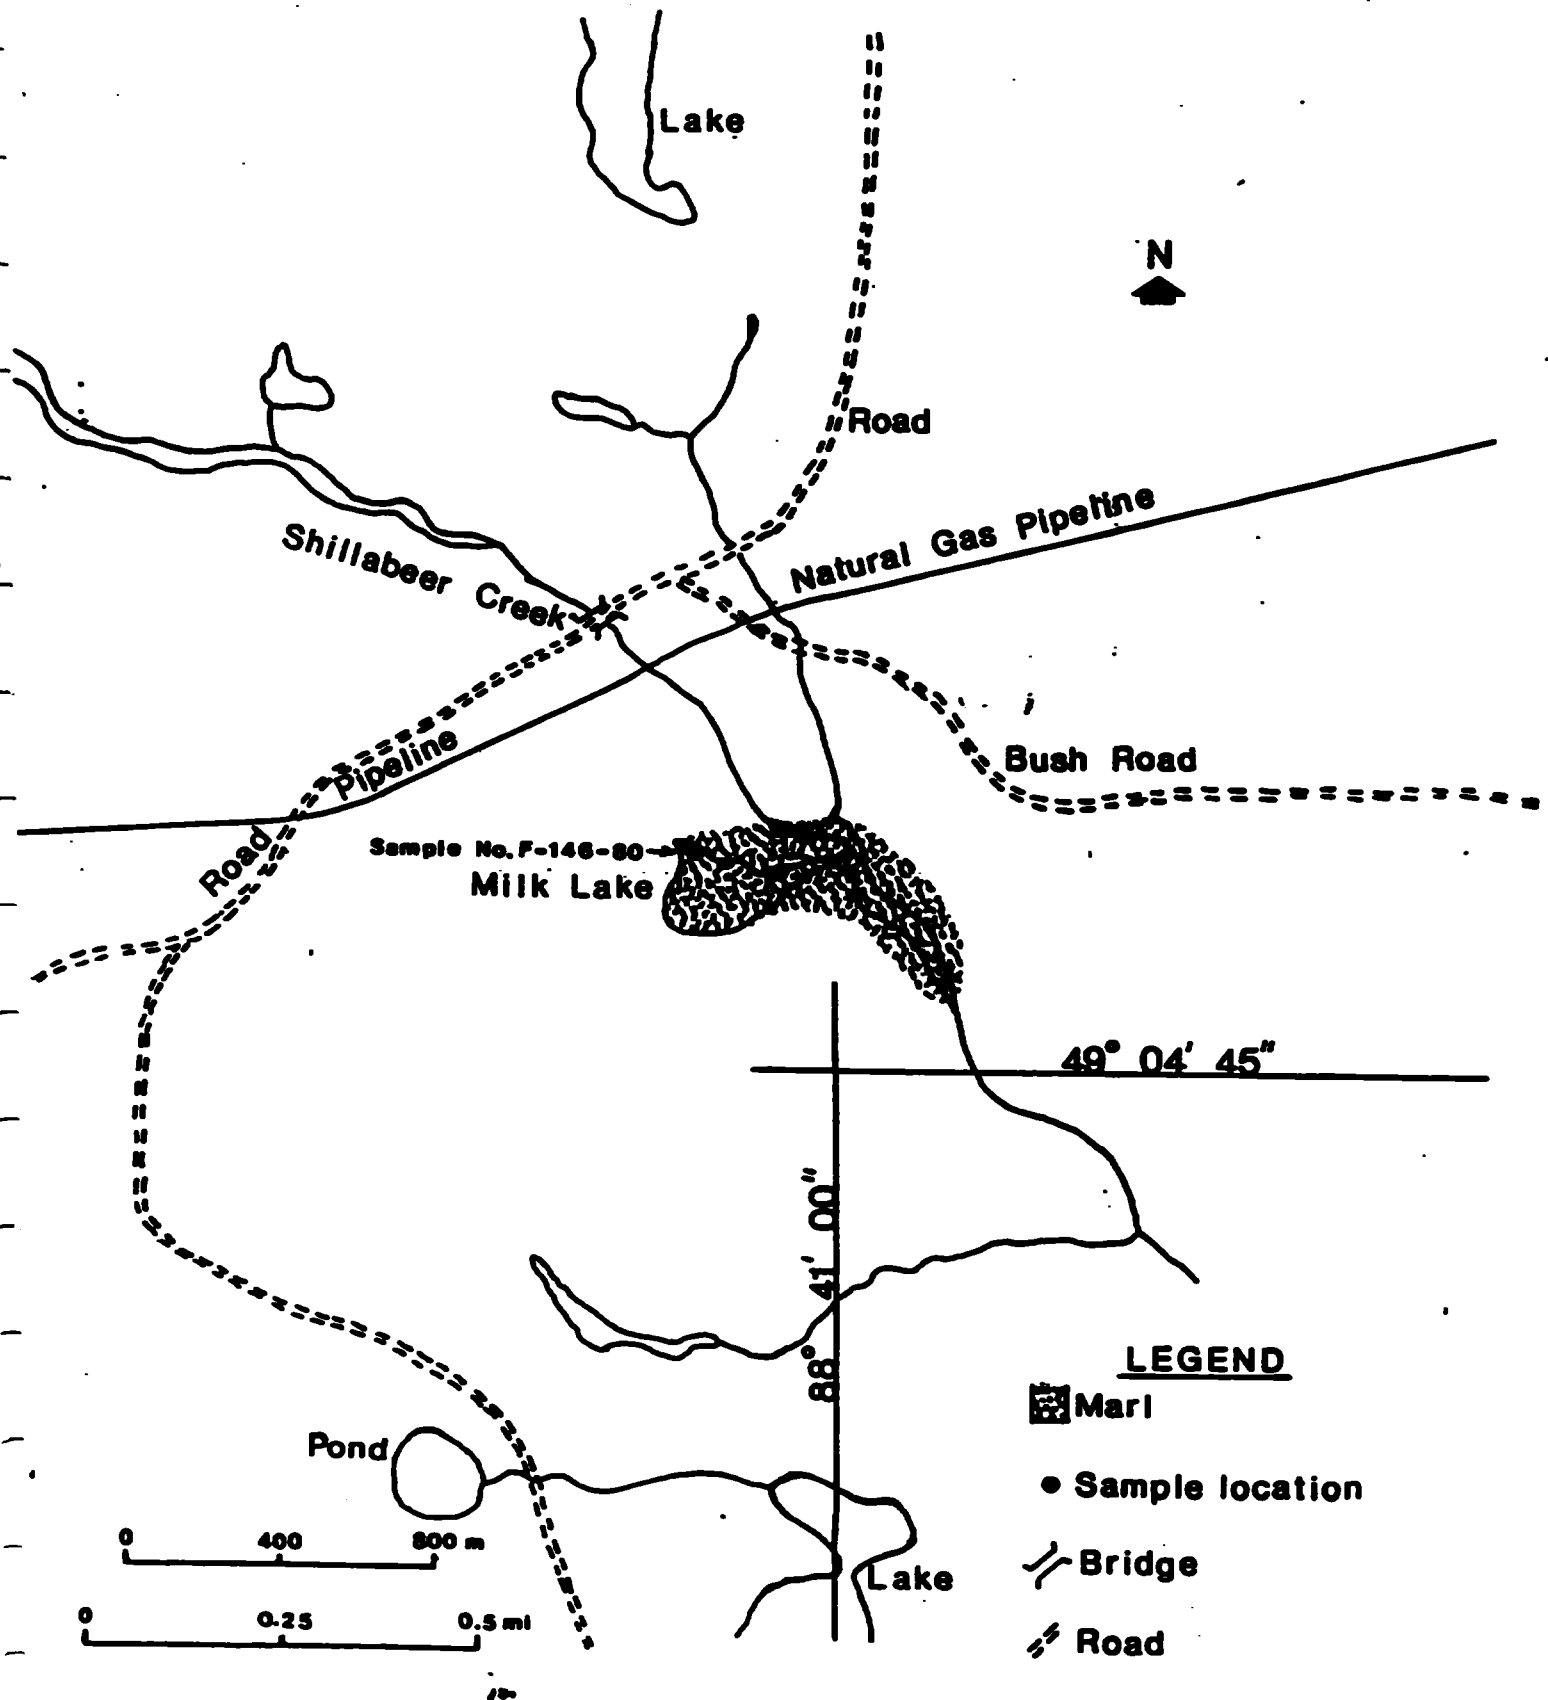 Lake
N
Road
Natural Gas Pipeline
Shillabeer Creek
Bush Road
Pipeline
Road
Sample No. F-146-80
Milk Lake
49° 04' 45"
88° 41' 00"
LEGEND
Marl
Pond
Sample location
0 400 800 m
Bridge
Lake
0 0.25 0.5 mi
Road